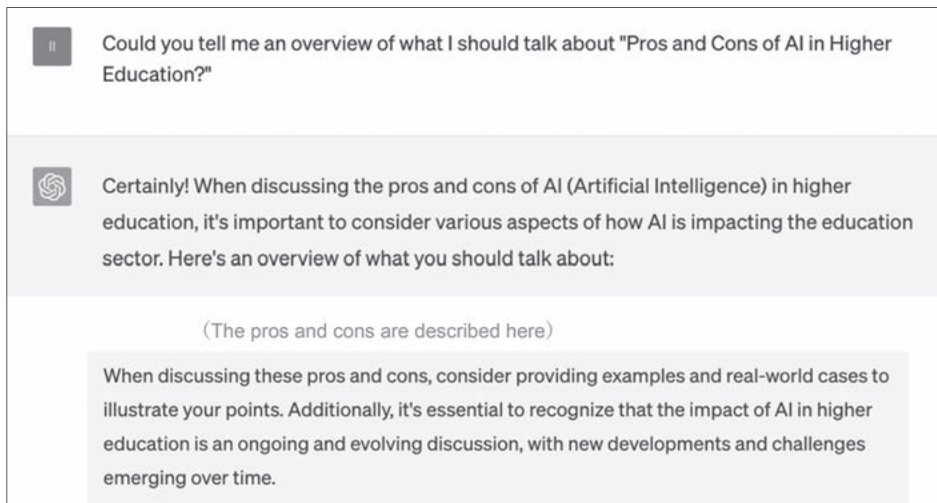 Could you tell me an overview of what I should talk about "Pros and Cons of AI in Higher
Education?"
Certainly! When discussing the pros and cons of AI (Artificial Intelligence) in higher
education, it's important to consider various aspects of how AI is impacting the education
sector. Here's an overview of what you should talk about:
（The pros and cons are described here）
When discussing these pros and cons, consider providing examples and real-world cases to
illustrate your points. Additionally, it's essential to recognize that the impact of AI in higher
education is an ongoing and evolving discussion, with new developments and challenges
emerging over time.